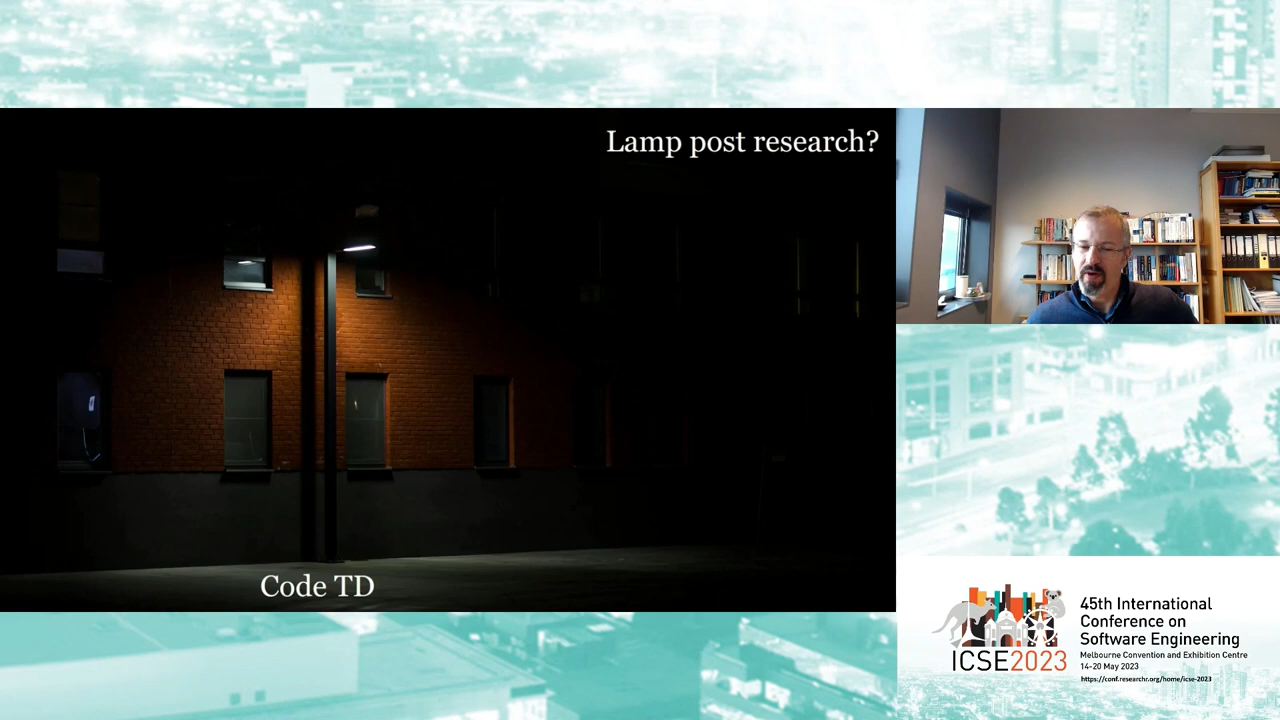 Lamp post research?
Code TD
ICSE2023
45th International
Conference on
Software Engineering
Melbourne Convention and Exhibition Centre
14-20 May 2023
https://conf.researchr.org/home/icse-2023